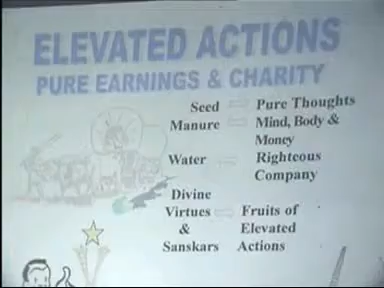 ELEVATED ACTIONS
PURE EARNINGS & CHARITY
Seed Pure Thoughts
Manure Mind, Body &
Money
Water Righteous
Company
Divine
Virtues Fruits of
& Elevated
Sanskars Actions